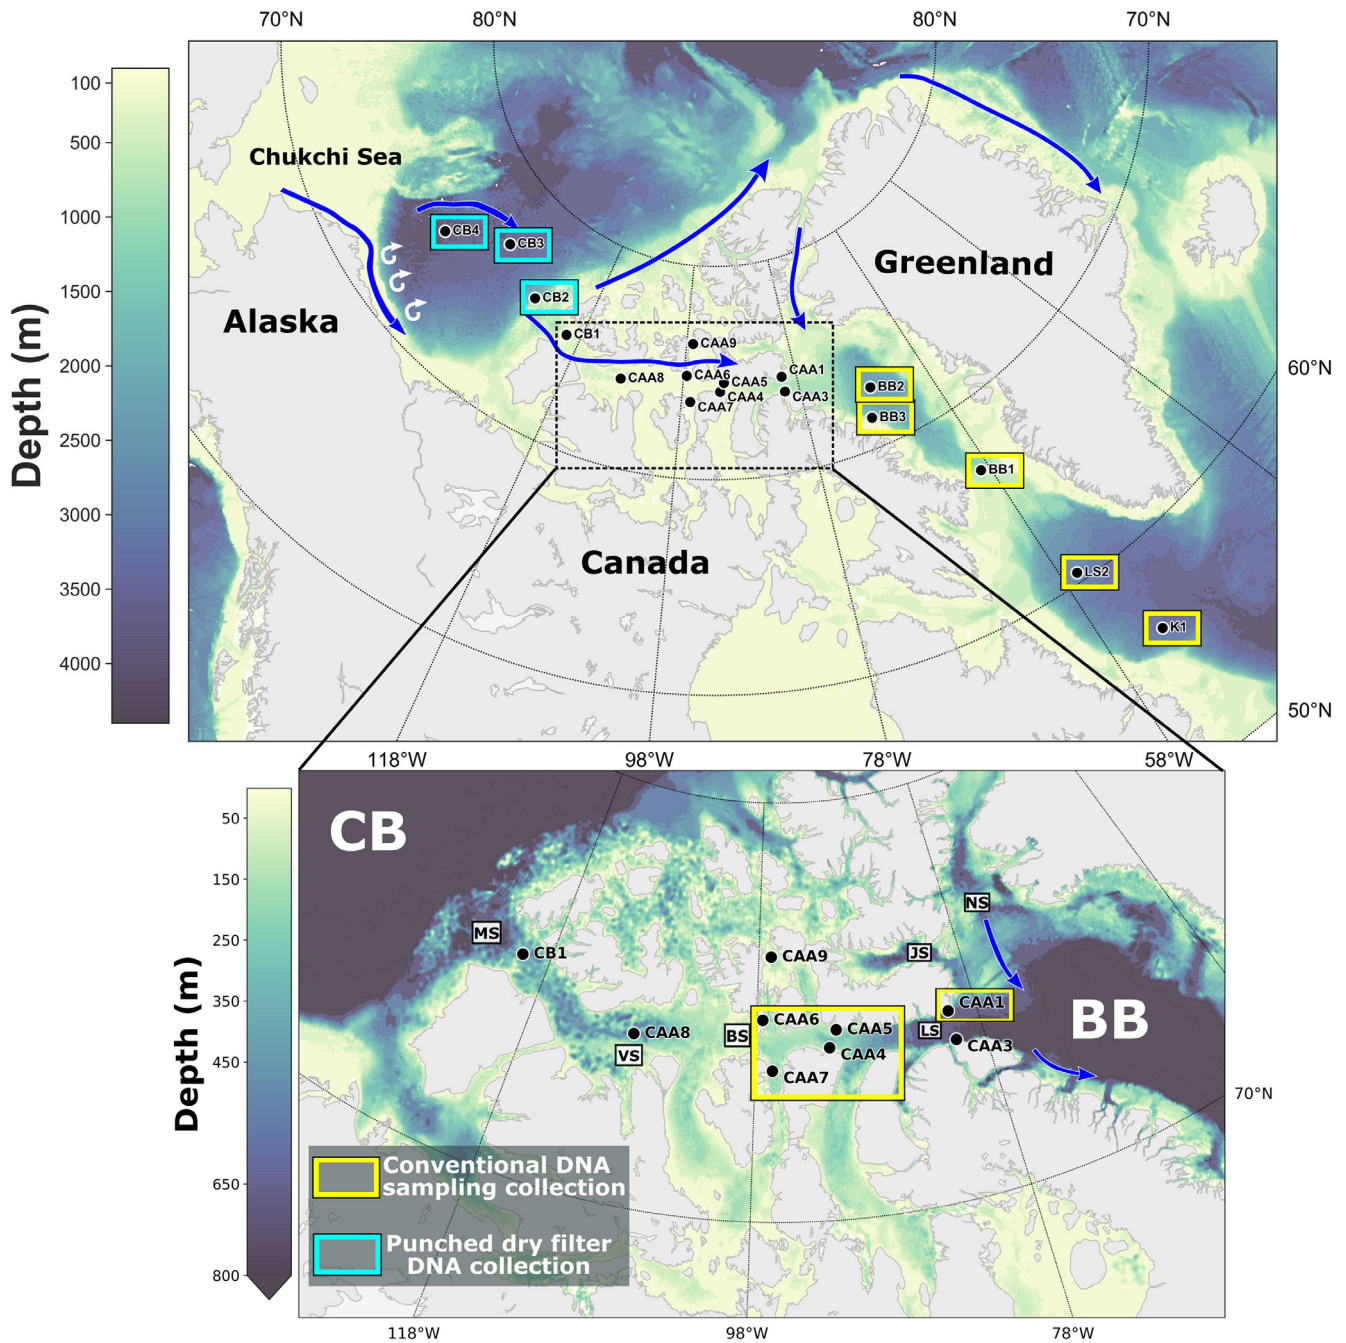 70°N
80°N
80°N
70°N
100
500
1000
1500
2000
2500
3000
3500
4000
Depth (m)
Chukchi Sea
CB4
CB3
Greenland
CB2
Alaska
CB1
CAA9
60°N
CAA8
CAA6
CAA5
CAA1
CAA4
CAA3
CAA7
BB2
BB3
BB1
Canada
LS2
K1
50°N
118°W
98°W
78°W
58°W
50
150
250
350
450
650
800
Depth (m)
CB
MS
CB1
CAA9
JS
NS
CAA1
BB
CAA8
VS
BS
CAA6
CAA5
LS
CAA3
CAA4
CAA7
70°N
Conventional DNA
sampling collection
Punched dry filter
DNA collection
118°W
98°W
78°W